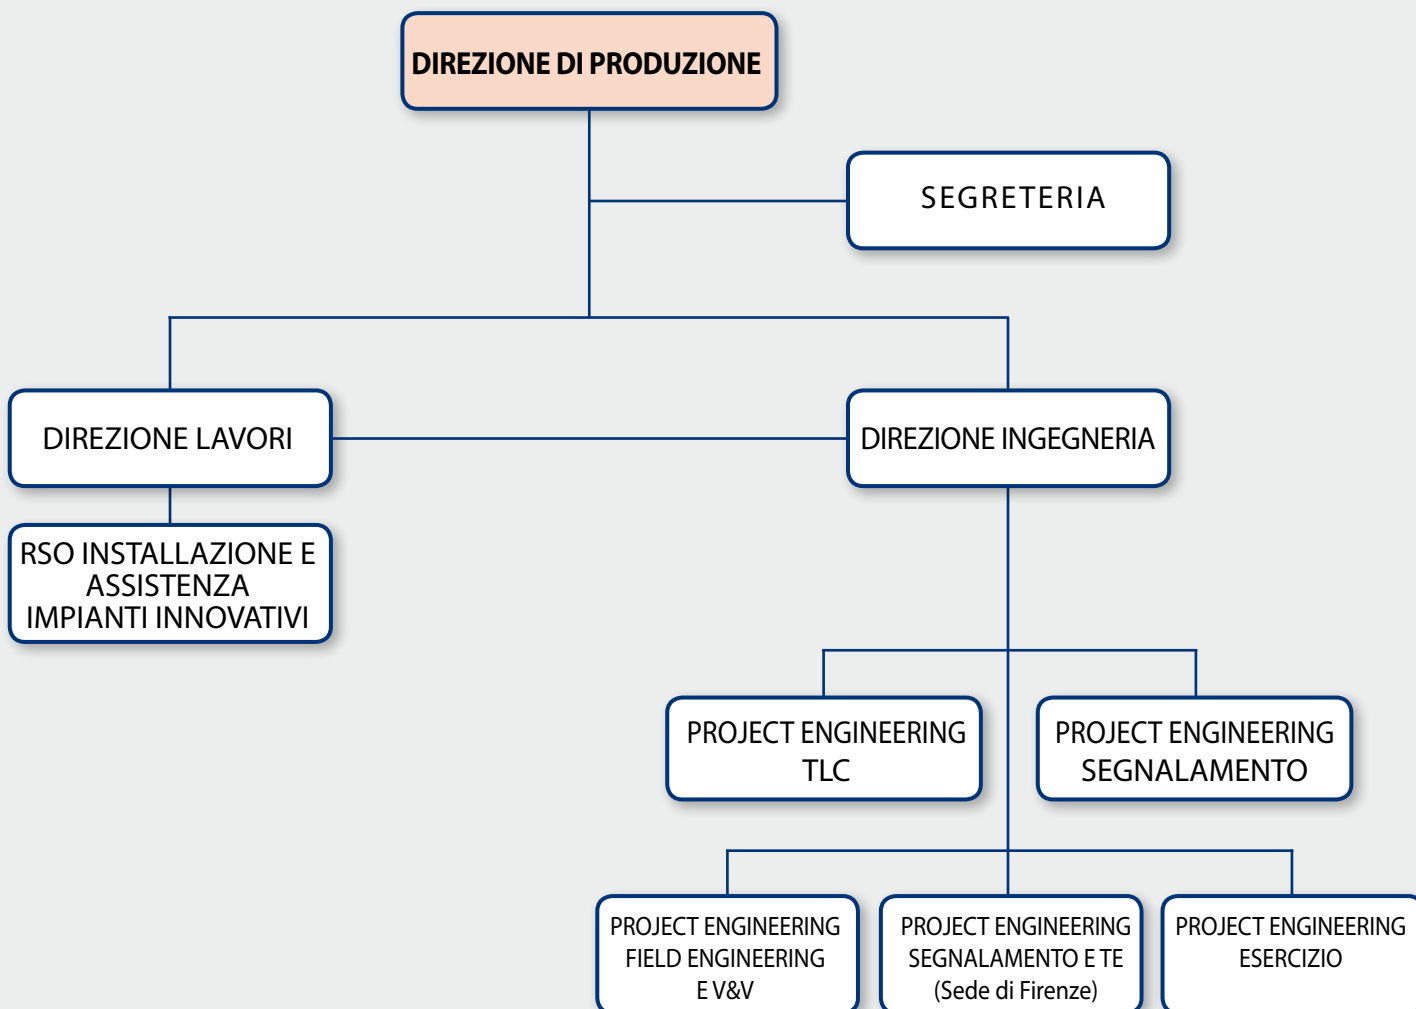 DIREZIONE DI PRODUZIONE
SEGRETERIA
DIREZIONE LAVORI
DIREZIONE INGEGNERIA
RSO INSTALLAZIONE E
ASSISTENZA
IMPIANTI INNOVATIVI
PROJECT ENGINEERING
TLC
PROJECT ENGINEERING
SEGNALAMENTO
PROJECT ENGINEERING
FIELD ENGINEERING
E V&V
PROJECT ENGINEERING
SEGNALAMENTO E TE
(Sede di Firenze)
PROJECT ENGINEERING
ESERCIZIO